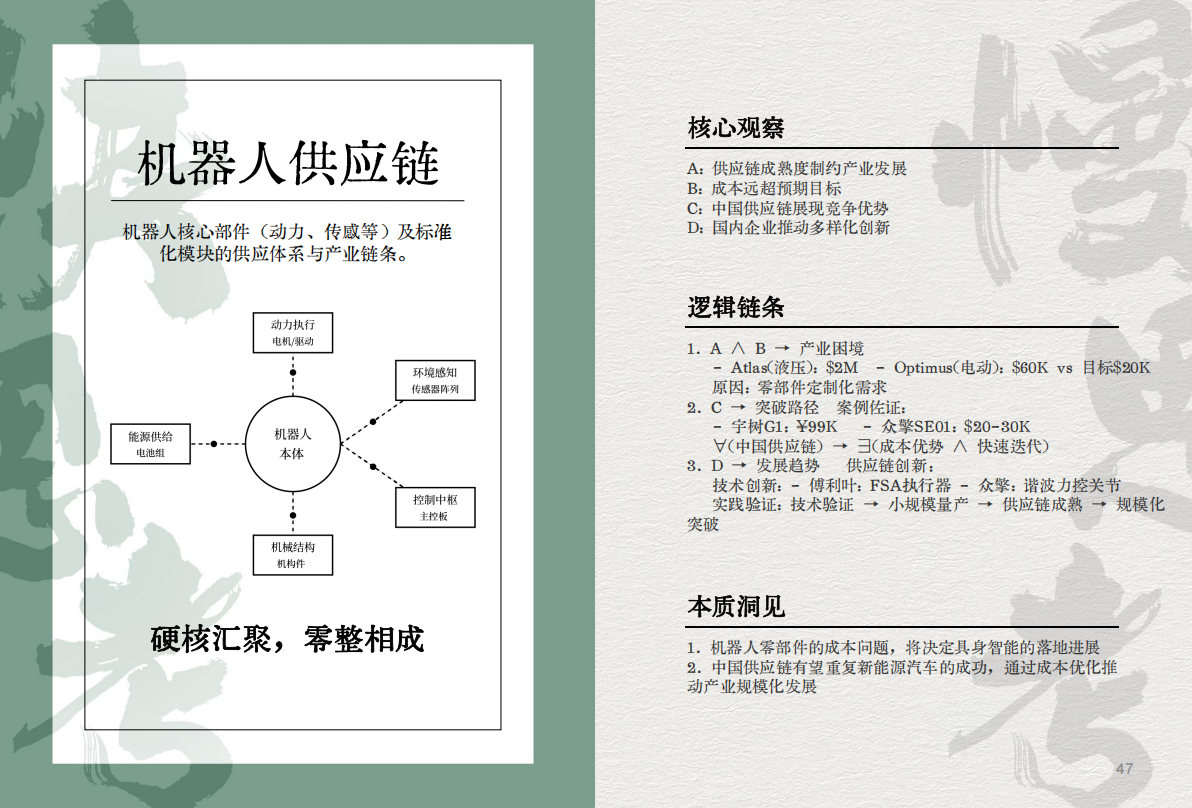 机器人供应链
机器人核心部件（动力、传感等）及标准
化模块的供应体系与产业链条。
动力执行
电机/驱动
环境感知
传感器阵列
能源供给
电池组
机器人
本体
控制中枢
主控板
机械结构
机构件
硬核汇聚，零整相成
核心观察
A: 供应链成熟度制约产业发展
B: 成本远超预期目标
C: 中国供应链展现竞争优势
D: 国内企业推动多样化创新
逻辑链条
1. A ∧ B → 产业困境
- Atlas(液压): $2M - Optimus(电动): $60K vs 目标$20K
原因: 零部件定制化需求
2. C → 突破路径 案例佐证:
- 宇树G1: ¥99K - 众擎SE01: $20-30K
∀(中国供应链) → ∃(成本优势 ∧ 快速迭代)
3. D → 发展趋势 供应链创新:
技术创新: - 傅利叶: FSA执行器 - 众擎: 谐波力控关节
实践验证: 技术验证 → 小规模量产 → 供应链成熟 → 规模化
突破
本质洞见
1. 机器人零部件的成本问题，将决定具身智能的落地进展
2. 中国供应链有望重复新能源汽车的成功，通过成本优化推
动产业规模化发展
47